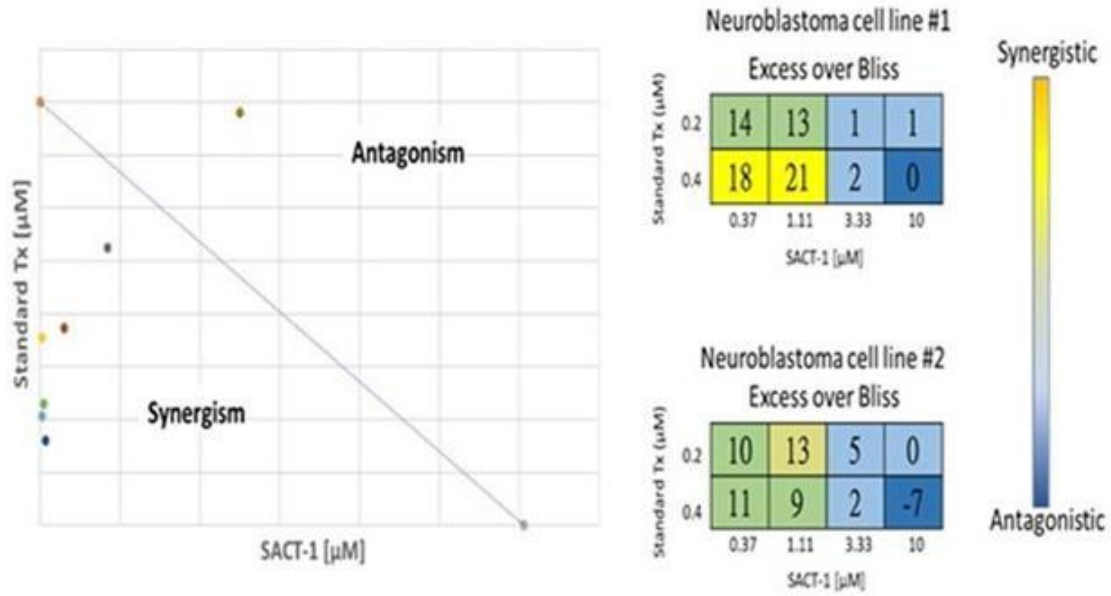 Standard Tx [µM]
Antagonism
Synergism
SACT-1 [µM]
Neuroblastoma cell line #1
Excess over Bliss
Standard Tx (µM)
0.2 14 13 1 1
0.4 18 21 2 0
0.37 1.11 3.33 10
SACT-1 [µM]
Neuroblastoma cell line #2
Excess over Bliss
Standard Tx (µM)
0.2 10 13 5 0
0.4 11 9 2 -7
0.37 1.11 3.33 10
SACT-1 [µM]
Synergistic
Antagonistic